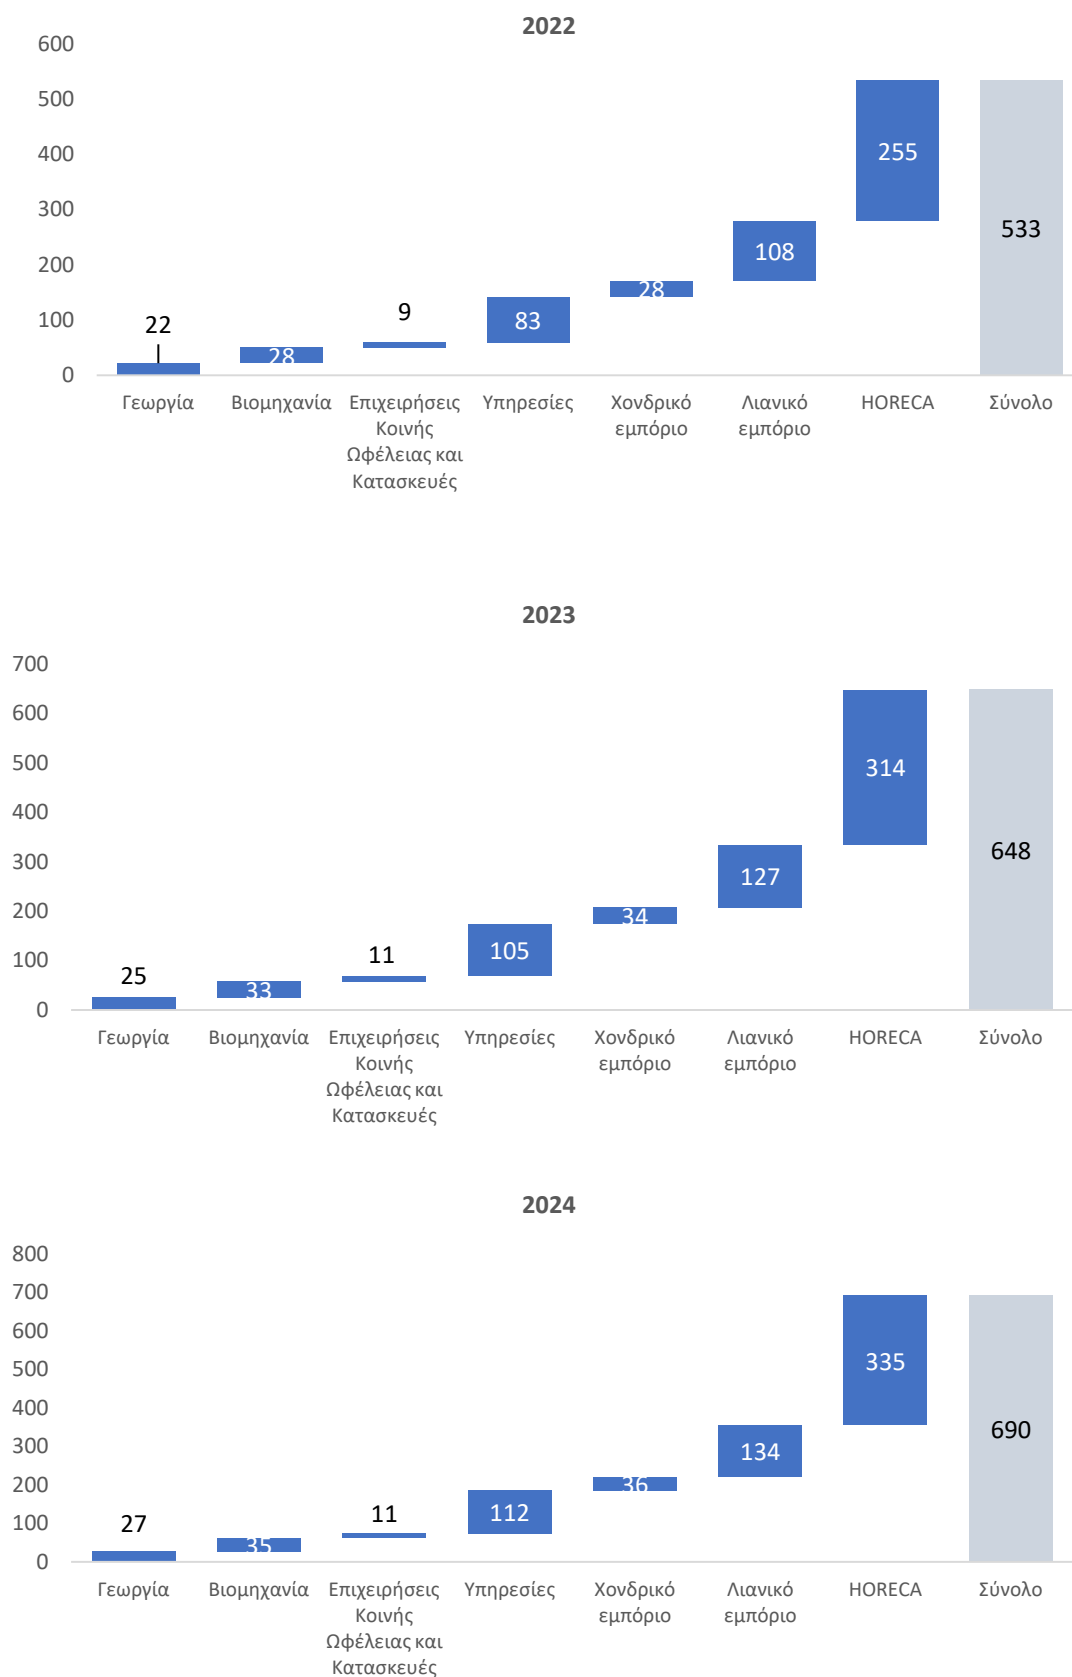 2022
600
500
400
300
200
100
0
22
28
9
83
28
108
255
533
Γεωργία
Βιομηχανία
Επιχειρήσεις
Κοινής
Ωφέλειας και
Κατασκευές
Υπηρεσίες
Χονδρικό
εμπόριο
Λιανικό
εμπόριο
HORECA
Σύνολο
2023
700
600
500
400
300
200
100
0
25
33
11
105
34
127
314
648
Γεωργία
Βιομηχανία
Επιχειρήσεις
Κοινής
Ωφέλειας και
Κατασκευές
Υπηρεσίες
Χονδρικό
εμπόριο
Λιανικό
εμπόριο
HORECA
Σύνολο
2024
800
700
600
500
400
300
200
100
0
27
35
11
112
36
134
335
690
Γεωργία
Βιομηχανία
Επιχειρήσεις
Κοινής
Ωφέλειας και
Κατασκευές
Υπηρεσίες
Χονδρικό
εμπόριο
Λιανικό
εμπόριο
HORECA
Σύνολο